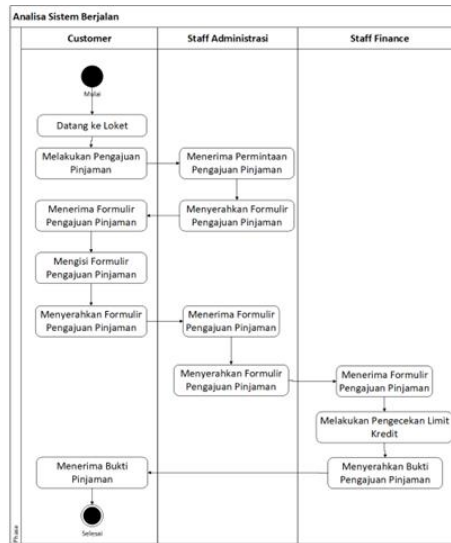 Analisa Sistem Berjalan
Customer
Staff Administrasi
Staff Finance
Mulai
Datang ke Loket
Melakukan Pengajuan
Pinjaman
Menerima Permintaan
Pengajuan Pinjaman
Menerima Formulir
Pengajuan Pinjaman
Menyerahkan Formulir
Pengajuan Pinjaman
Mengisi Formulir
Pengajuan Pinjaman
Menyerahkan Formulir
Pengajuan Pinjaman
Menerima Formulir
Pengajuan Pinjaman
Menyerahkan Formulir
Pengajuan Pinjaman
Menerima Formulir
Pengajuan Pinjaman
Melakukan Pengecekan Limit
Kredit
Menerima Bukti
Pinjaman
Menyerahkan Bukti
Pengajuan Pinjaman
Selesai
Phase